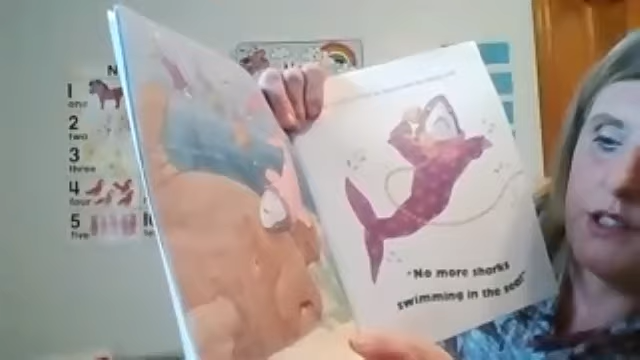 1
one
2
two
3
three
4
four
5
five
"No more sharks
swimming in the sea!"